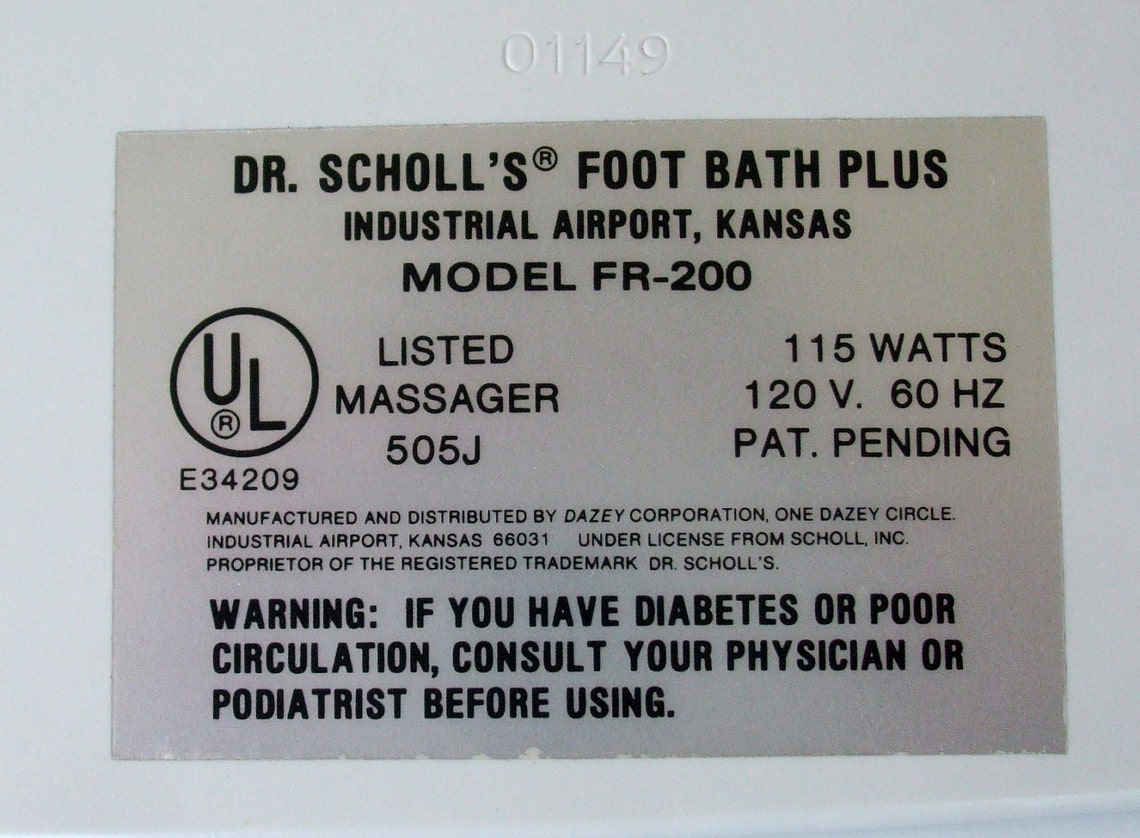 01149
DR. SCHOLL'S® FOOT BATH PLUS
INDUSTRIAL AIRPORT, KANSAS
MODEL FR-200
UL ®
E34209
LISTED
MASSAGER
505J
115 WATTS
120 V. 60 HZ
PAT. PENDING
MANUFACTURED AND DISTRIBUTED BY DAZEY CORPORATION, ONE DAZEY CIRCLE.
INDUSTRIAL AIRPORT, KANSAS 66031 UNDER LICENSE FROM SCHOLL, INC.
PROPRIETOR OF THE REGISTERED TRADEMARK DR. SCHOLL'S.
WARNING: IF YOU HAVE DIABETES OR POOR
CIRCULATION, CONSULT YOUR PHYSICIAN OR
PODIATRIST BEFORE USING.